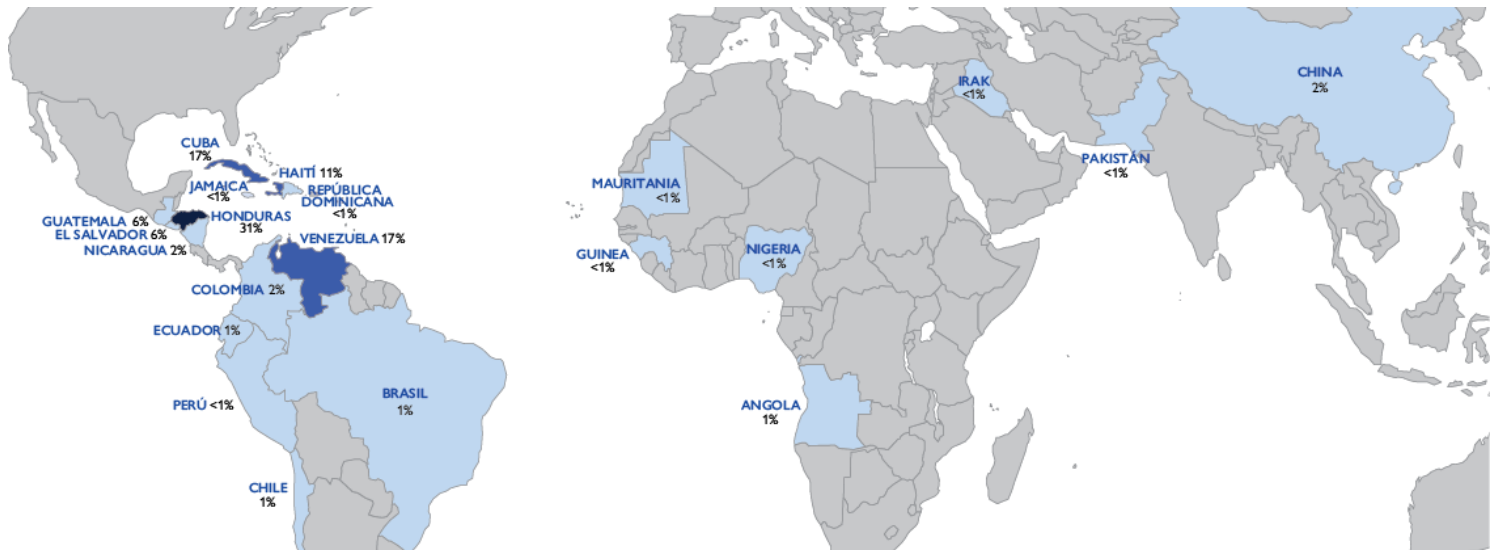 CUBA
17%
HAITÍ 11%
JAMAICA
<1%
REPÚBLICA
DOMINICANA
<1%
GUATEMALA 6%
HONDURAS
31%
EL SALVADOR 6%
NICARAGUA 2%
VENEZUELA 17%
COLOMBIA 2%
ECUADOR 1%
PERÚ <1%
BRASIL
1%
CHILE
1%
MAURITANIA
<1%
GUINEA
<1%
NIGERIA
<1%
ANGOLA
1%
IRAK
<1%
PAKISTÁN
<1%
CHINA
2%